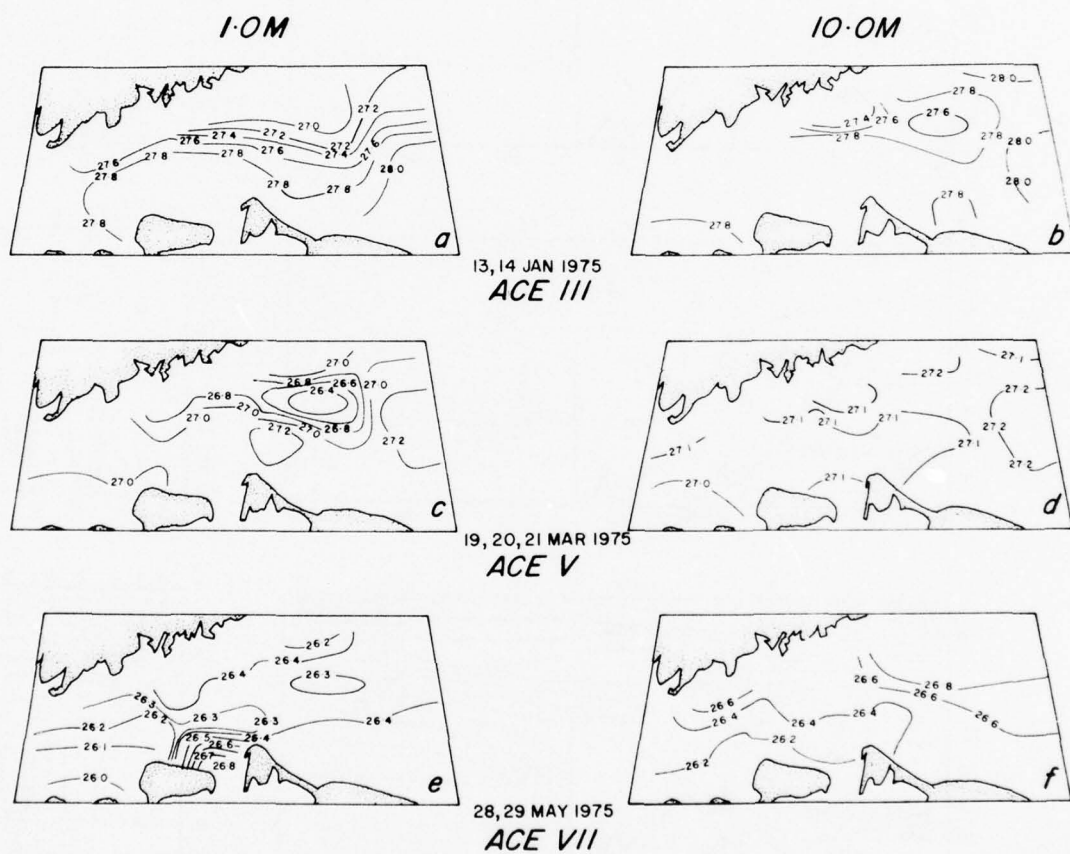 1·0M
10·0M
27.2
27.0
27.4 27.2 27.2
27.6 27.4 27.6
27.6 27.8 27.8 27.6
27.8 27.8 28.0
27.8
a
28.0
27.8
27.4 27.6 27.6
27.8 27.8 28.0
28.0
27.8
27.8
b
13, 14 JAN 1975
ACE III
27.0
26.8 26.6 27.0
26.4
26.8 27.0
27.0 27.2 27.0 26.8
27.2
27.0
c
27.1
27.2
27.2
27.1
27.1 27.1 27.2
27.1 27.1
27.1 27.2
27.0
d
19, 20, 21 MAR 1975
ACE V
26.2
26.4
26.4 26.3
26.3
26.2 26.2 26.3 26.3 26.4
26.1 26.5 26.4
26.6
26.7
26.0 26.8
e
26.6 26.8
26.6 26.6
26.4 26.4 26.4 26.6
26.2
26.2
f
28, 29 MAY 1975
ACE VII